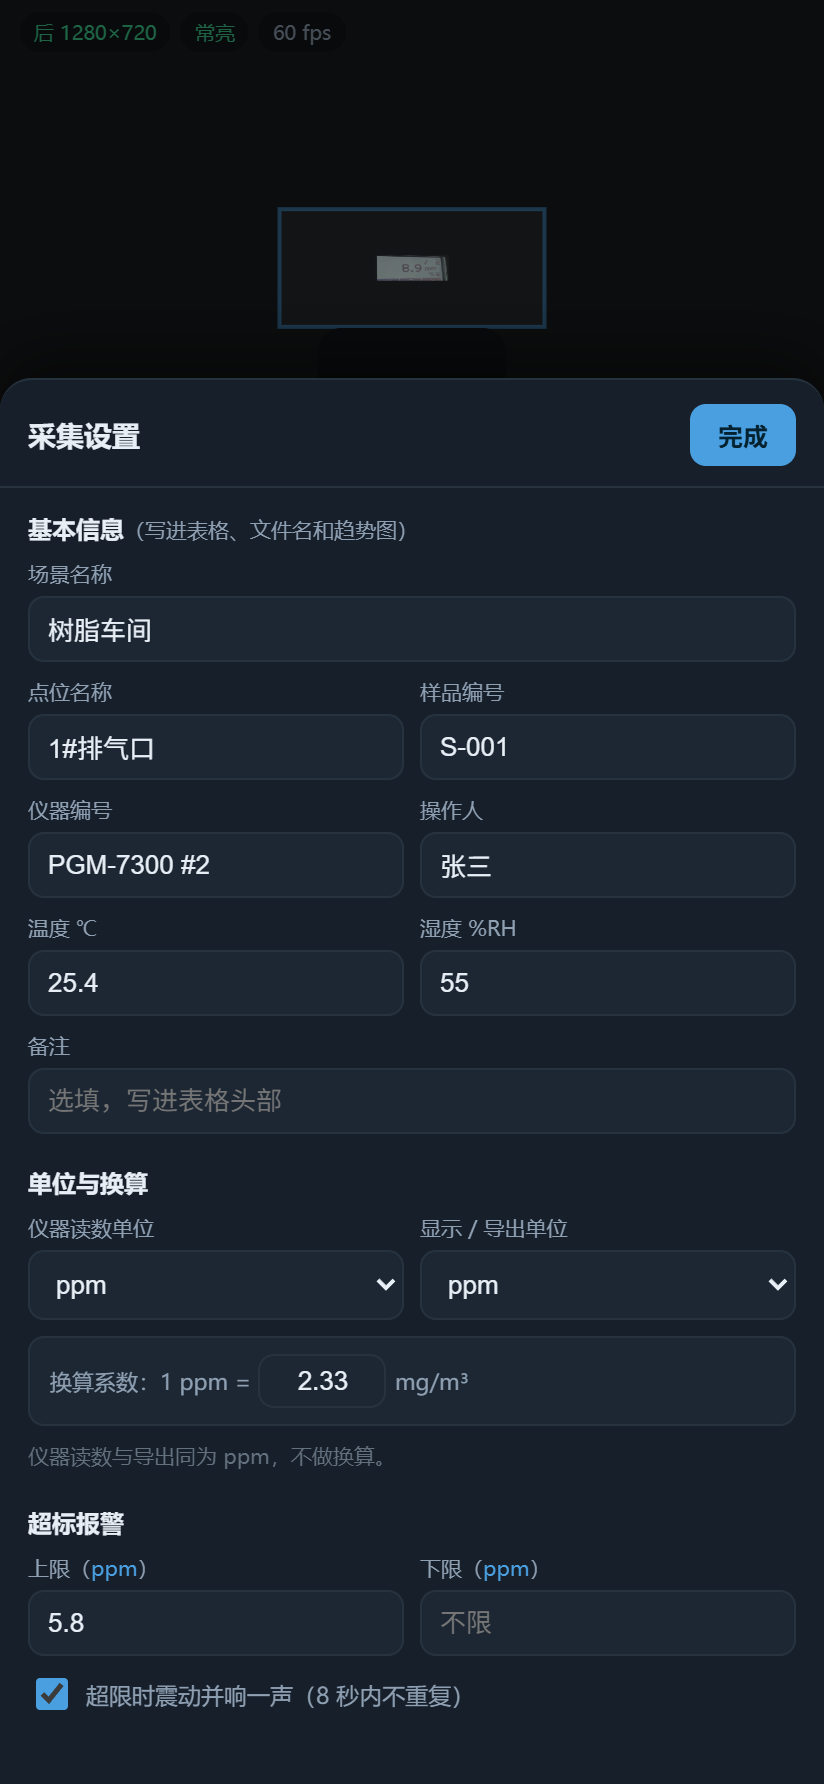 后 1280×720 常亮 60 fps
8.9
采集设置 完成
基本信息（写进表格、文件名和趋势图）
场景名称
树脂车间
点位名称 样品编号
1#排气口 S-001
仪器编号 操作人
PGM-7300 #2 张三
温度 ℃ 湿度 %RH
25.4 55
备注
选填，写进表格头部
单位与换算
仪器读数单位 显示 / 导出单位
ppm ppm
换算系数：1 ppm = 2.33 mg/m³
仪器读数与导出同为 ppm，不做换算。
超标报警
上限（ppm） 下限（ppm）
5.8 不限
超限时震动并响一声（8 秒内不重复）